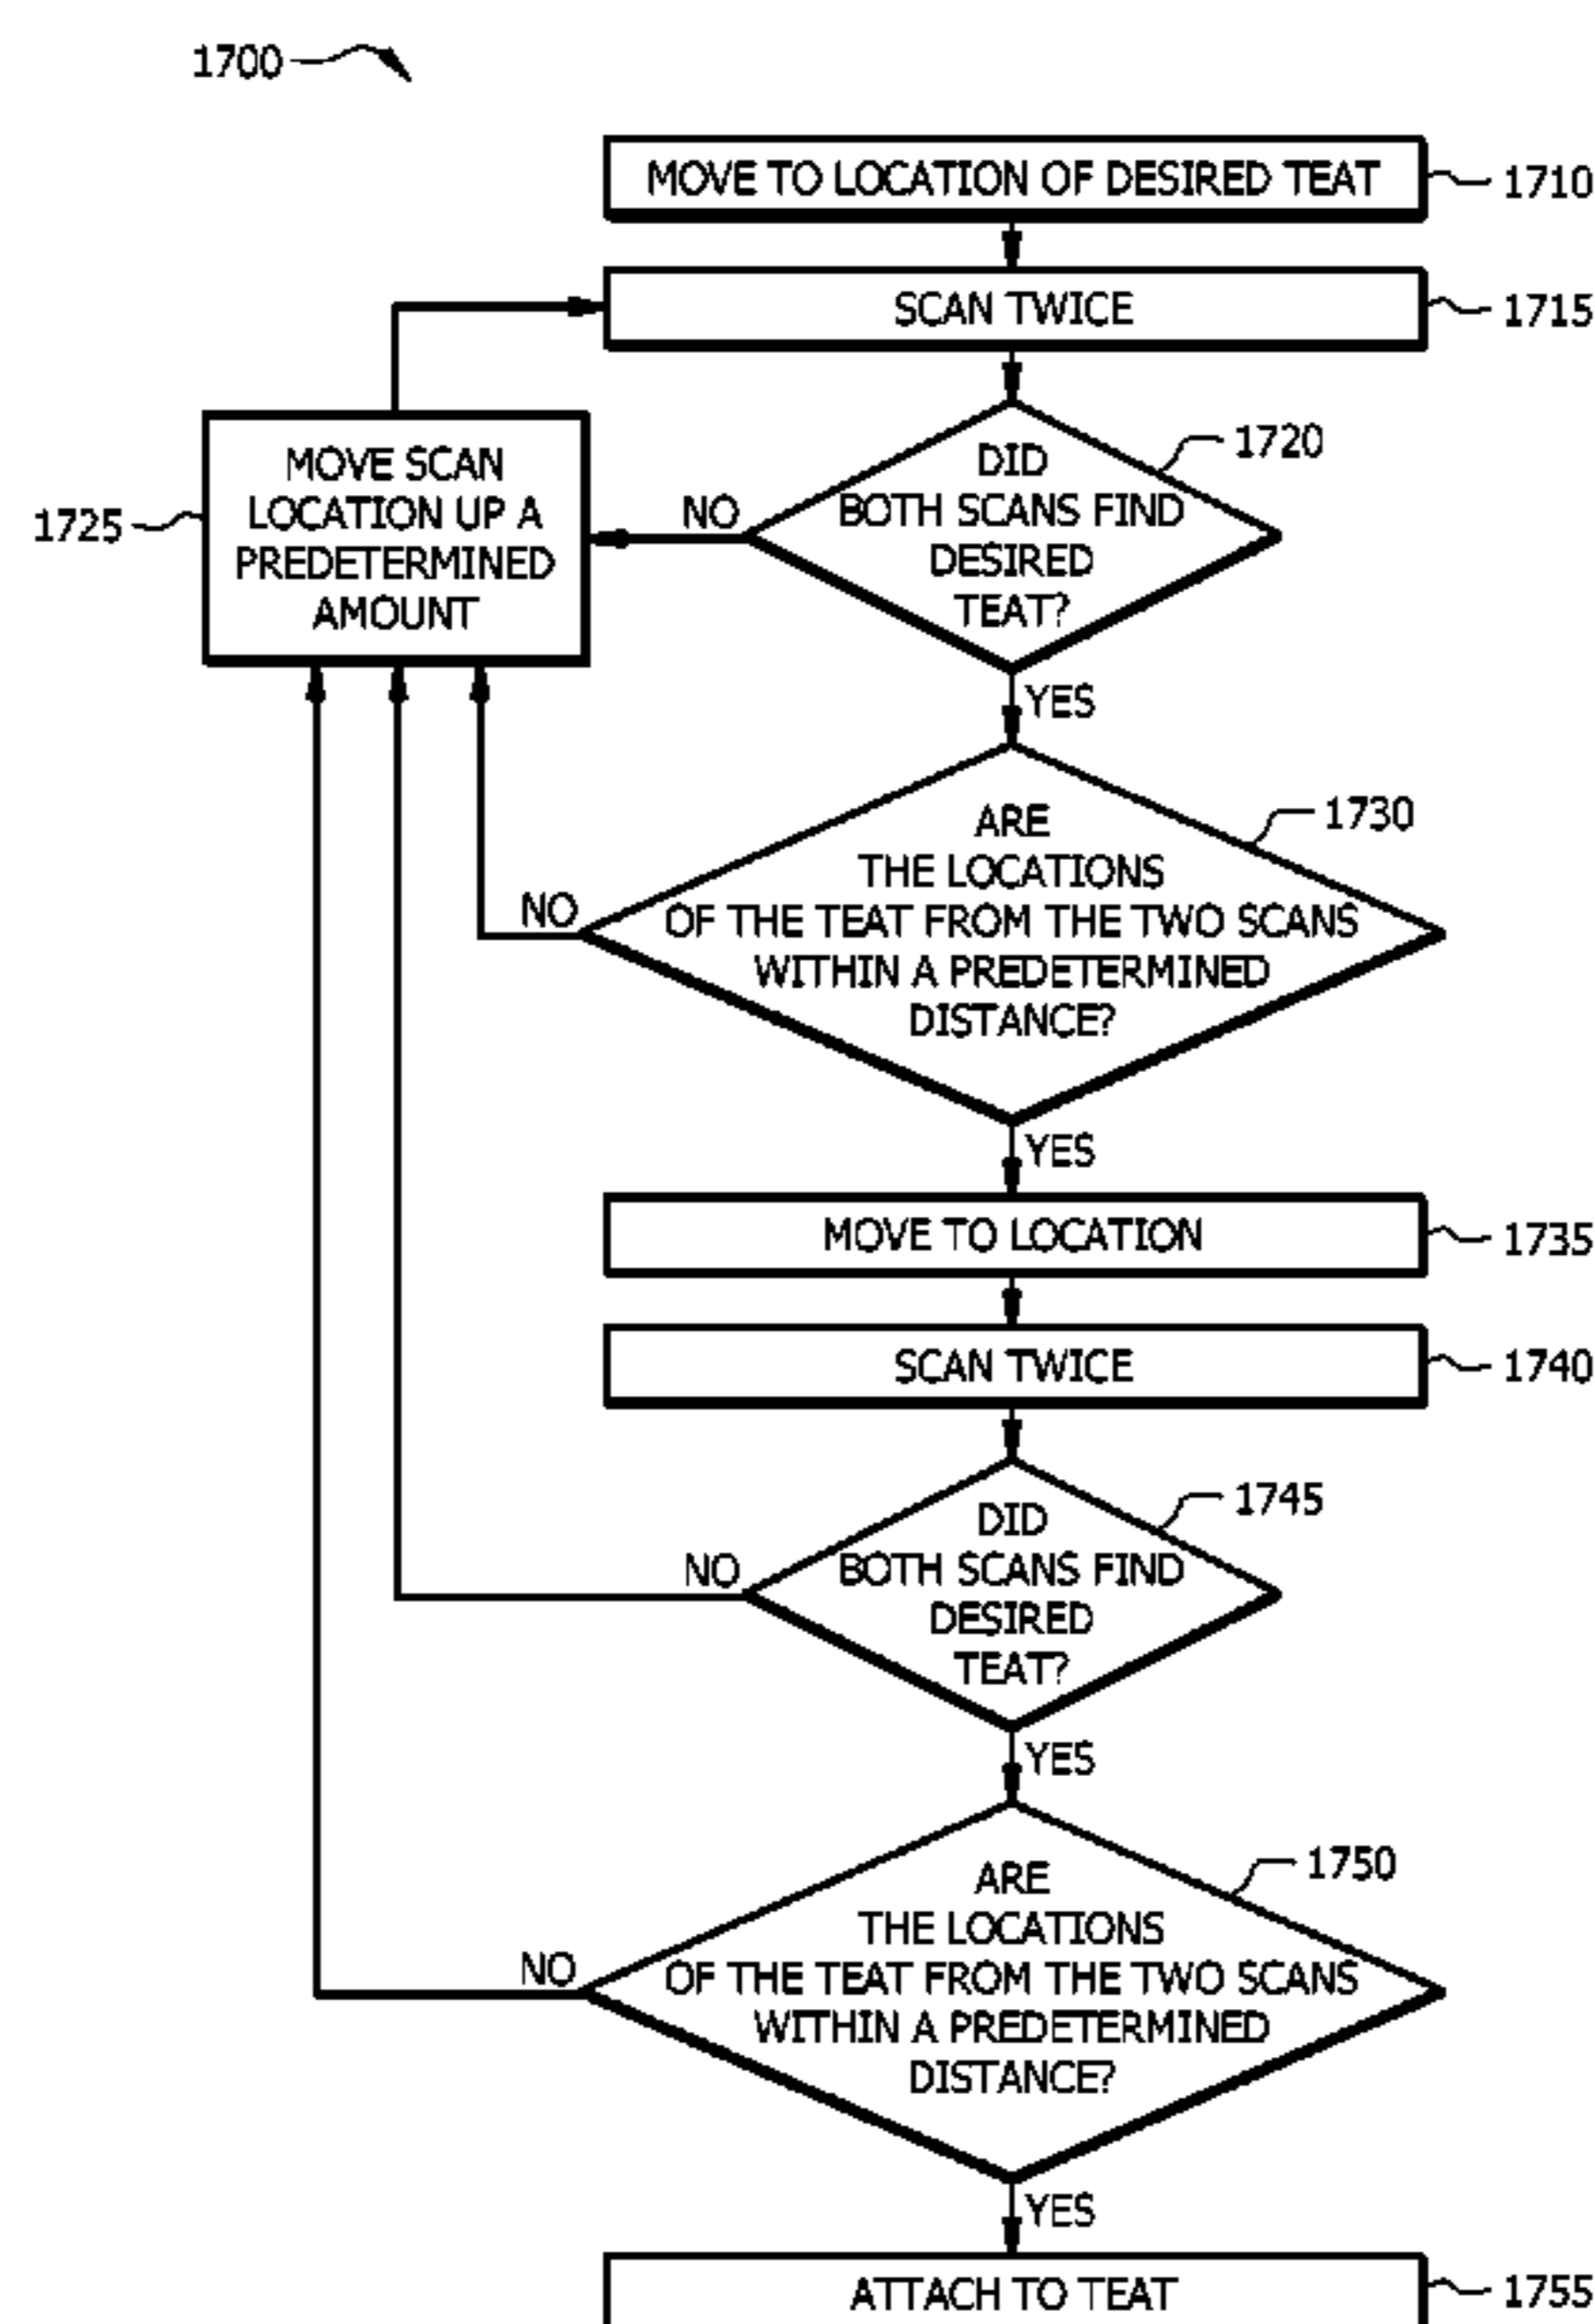 1700
MOVE TO LOCATION OF DESIRED TEAT
1710
SCAN TWICE
1715
DID
BOTH SCANS FIND
DESIRED
TEAT?
1720
NO
MOVE SCAN
LOCATION UP A
PREDETERMINED
AMOUNT
1725
YES
ARE
THE LOCATIONS
OF THE TEAT FROM THE TWO SCANS
WITHIN A PREDETERMINED
DISTANCE?
1730
NO
YES
MOVE TO LOCATION
1735
SCAN TWICE
1740
DID
BOTH SCANS FIND
DESIRED
TEAT?
1745
NO
YES
ARE
THE LOCATIONS
OF THE TEAT FROM THE TWO SCANS
WITHIN A PREDETERMINED
DISTANCE?
1750
NO
YES
ATTACH TO TEAT
1755